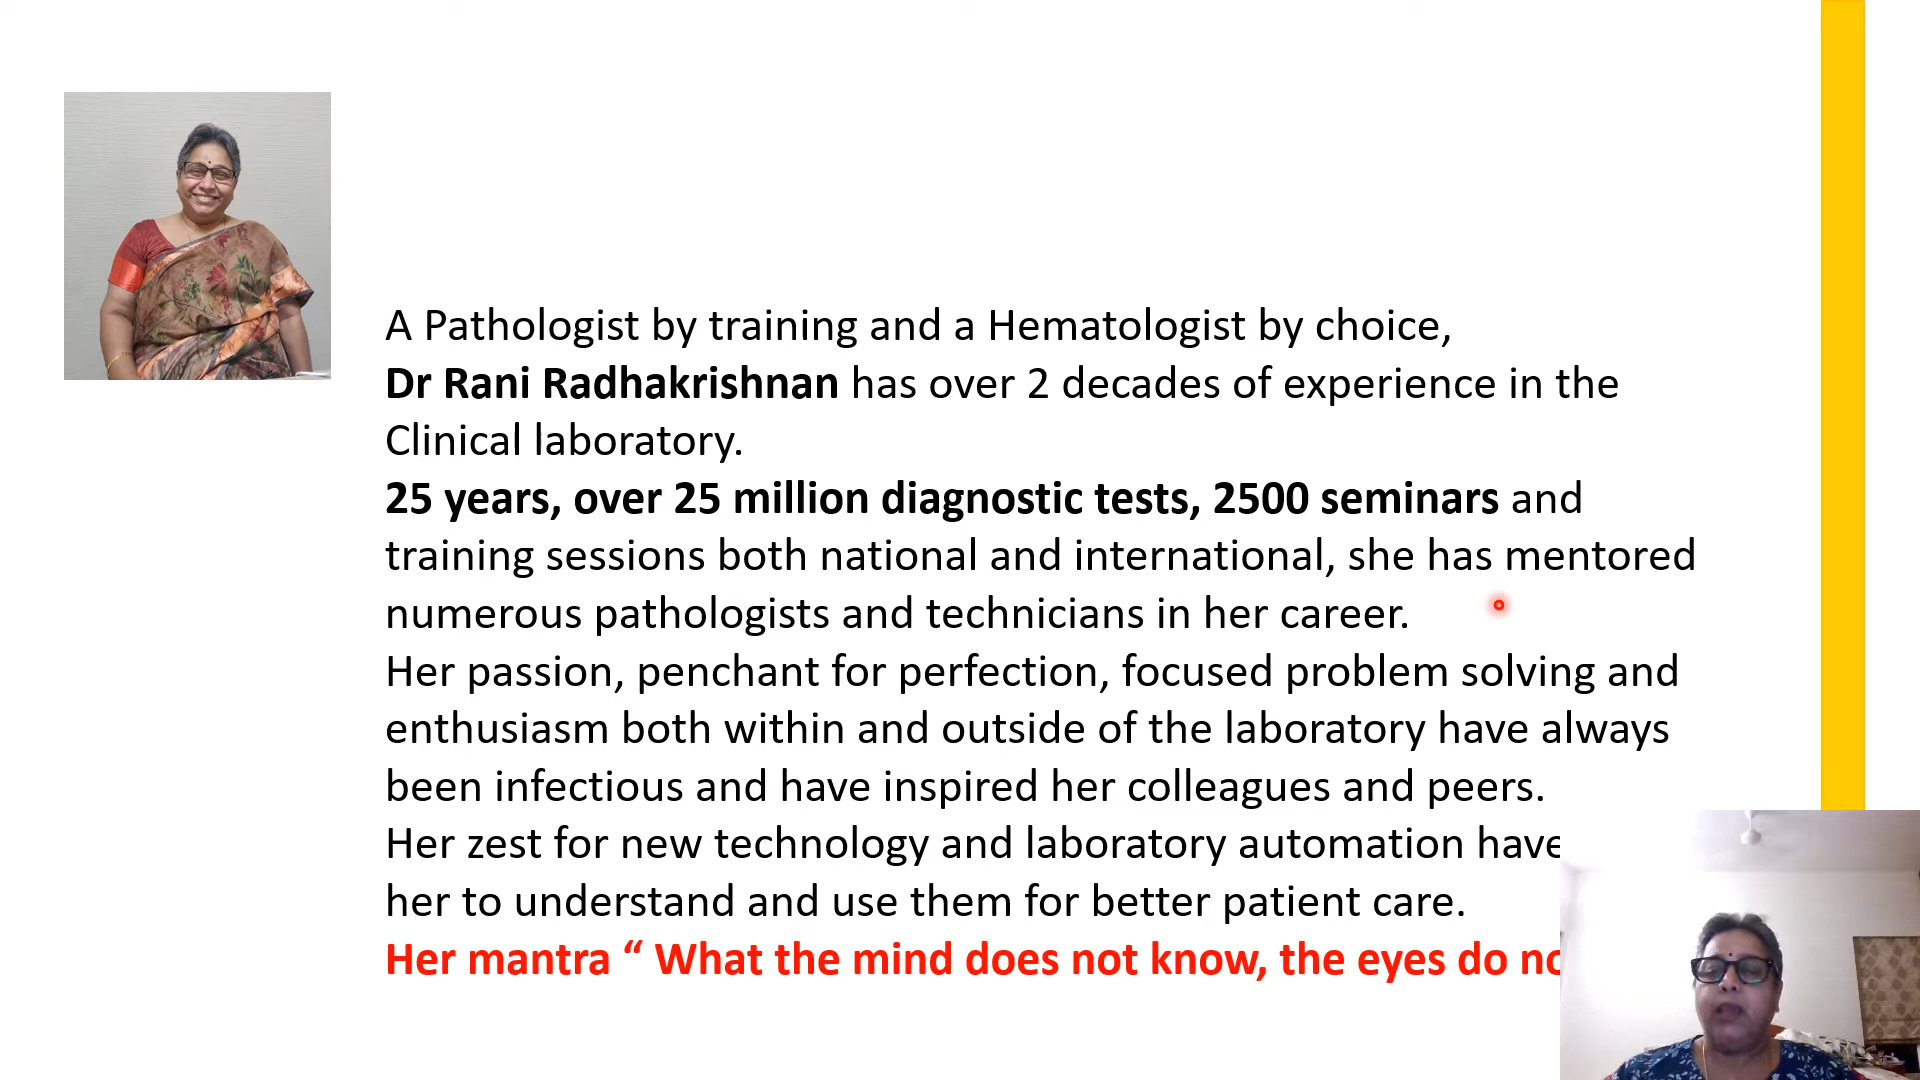 A Pathologist by training and a Hematologist by choice,
Dr Rani Radhakrishnan has over 2 decades of experience in the
Clinical laboratory.
25 years, over 25 million diagnostic tests, 2500 seminars and
training sessions both national and international, she has mentored
numerous pathologists and technicians in her career.
Her passion, penchant for perfection, focused problem solving and
enthusiasm both within and outside of the laboratory have always
been infectious and have inspired her colleagues and peers.
Her zest for new technology and laboratory automation have
her to understand and use them for better patient care.
Her mantra “ What the mind does not know, the eyes do